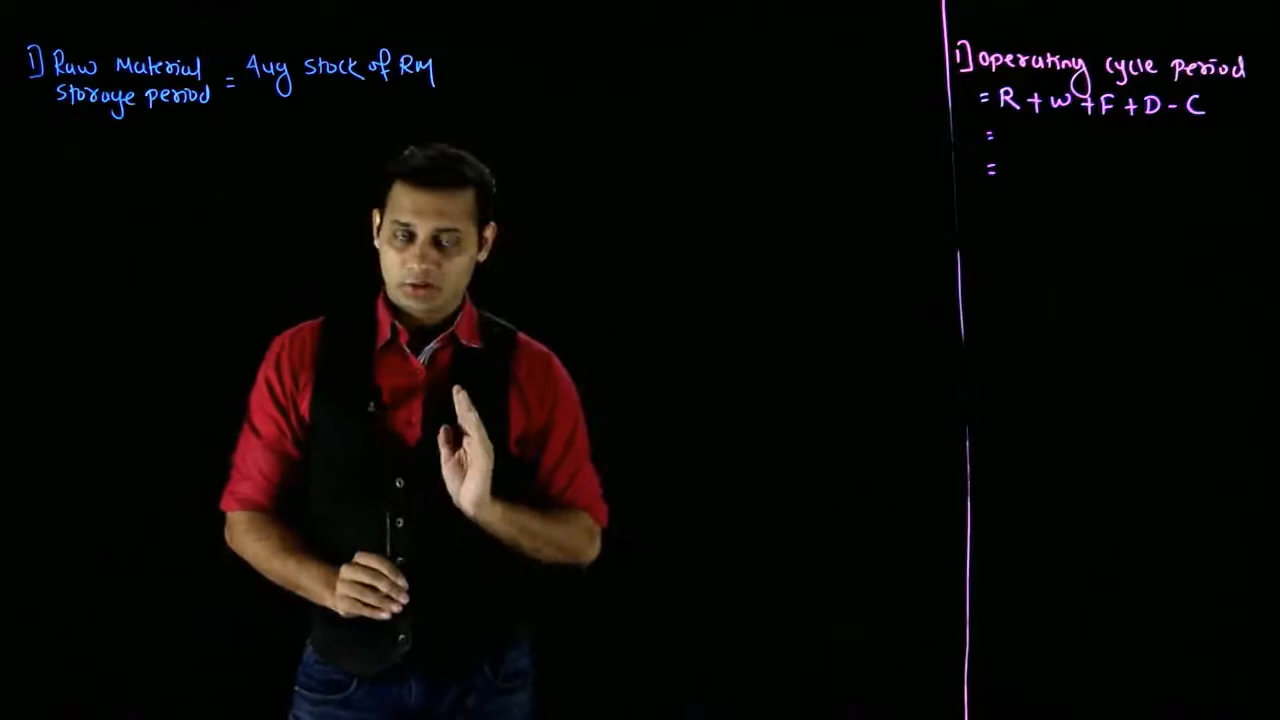 1] Raw Material
storage period = Avg stock of RM
1] operating cycle period
= R + W + F + D - C
=
=